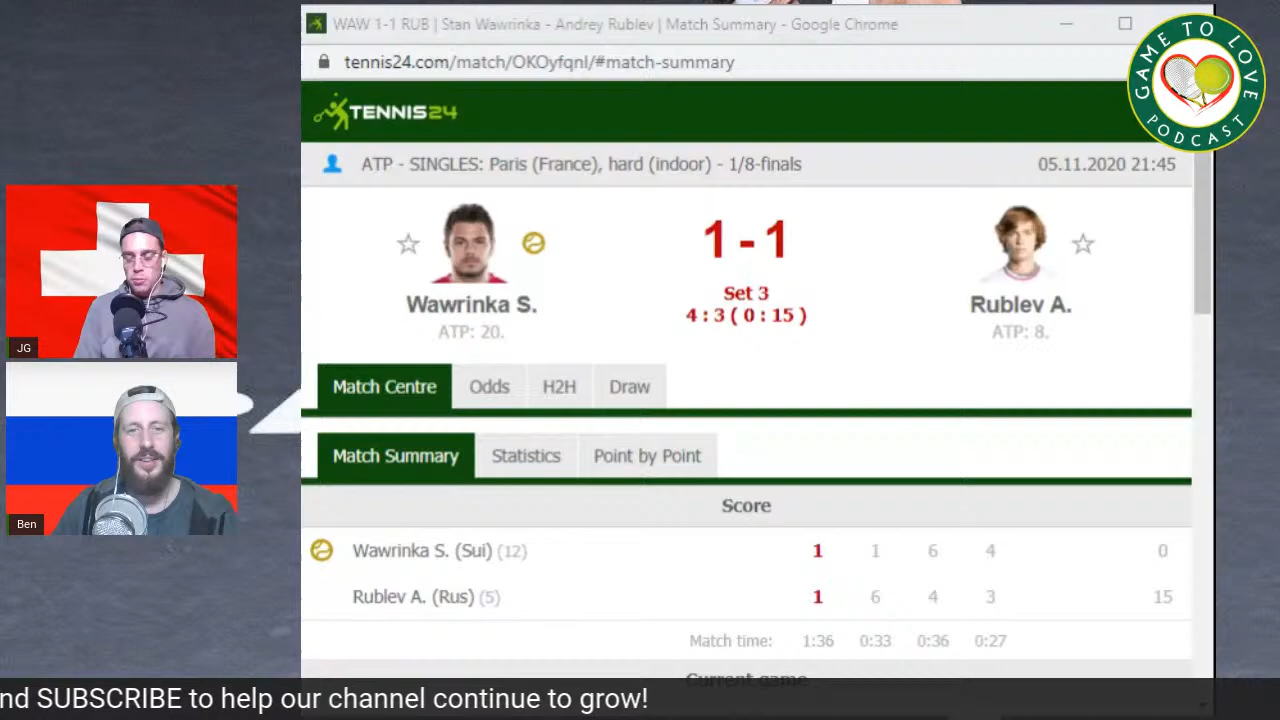 WAW 1-1 RUB | Stan Wawrinka - Andrey Rublev | Match Summary - Google Chrome
tennis24.com/match/OKOyfqnI/#match-summary
GAME TO LOVE
PODCAST
TENNIS24
ATP - SINGLES: Paris (France), hard (indoor) - 1/8-finals 05.11.2020 21:45
1 - 1
Set 3
4 : 3 ( 0 : 15 )
Wawrinka S. Rublev A.
ATP: 20. ATP: 8.
JG
Match Centre Odds H2H Draw
Match Summary Statistics Point by Point
Score
Ben
Wawrinka S. (Sui) (12) 1 1 6 4 0
Rublev A. (Rus) (5) 1 6 4 3 15
Match time: 1:36 0:33 0:36 0:27
Current game
nd SUBSCRIBE to help our channel continue to grow!